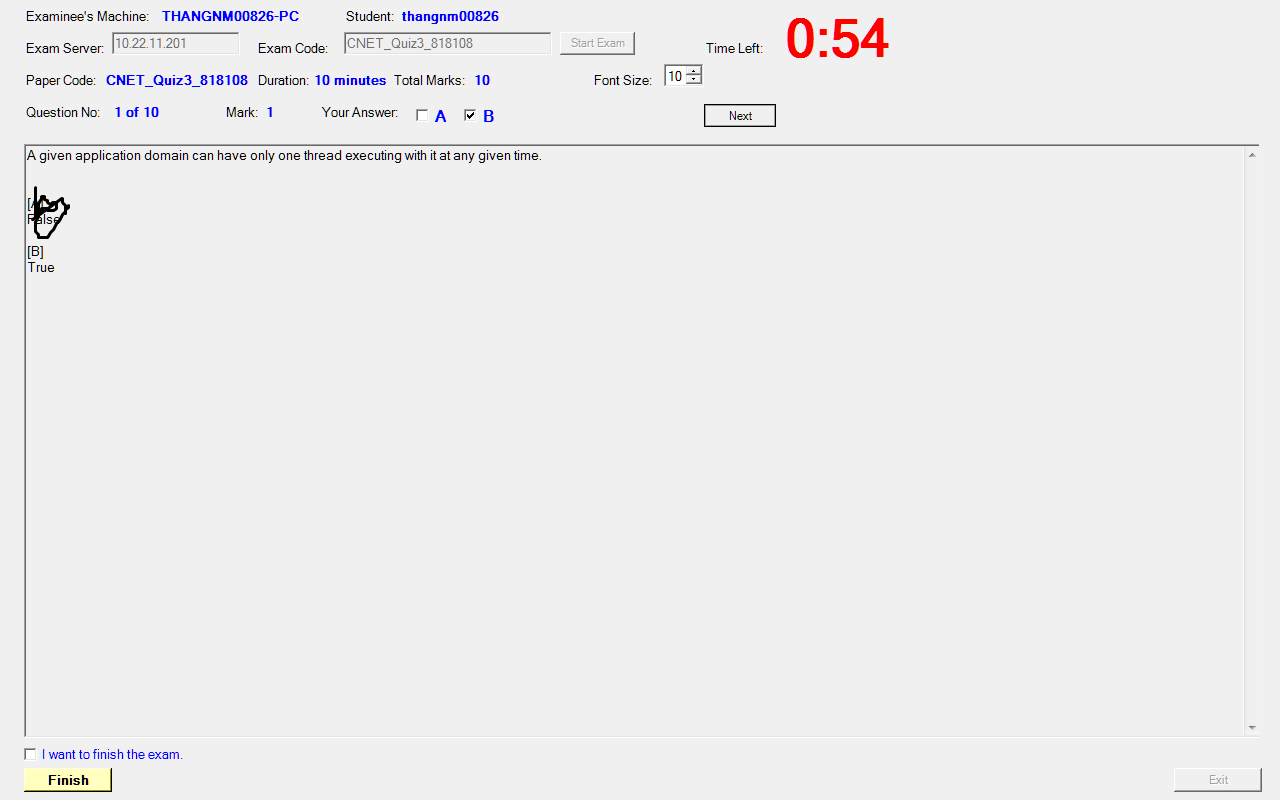 Examinee's Machine: THANGNM00826-PC Student: thangnm00826
Exam Server: 10.22.11.201 Exam Code: CNET_Quiz3_818108 Start Exam Time Left: 0:54
Paper Code: CNET_Quiz3_818108 Duration: 10 minutes Total Marks: 10 Font Size: 10
Question No: 1 of 10 Mark: 1 Your Answer: A B Next
A given application domain can have only one thread executing with it at any given time.
[A]
False
[B]
True
I want to finish the exam.
Finish Exit